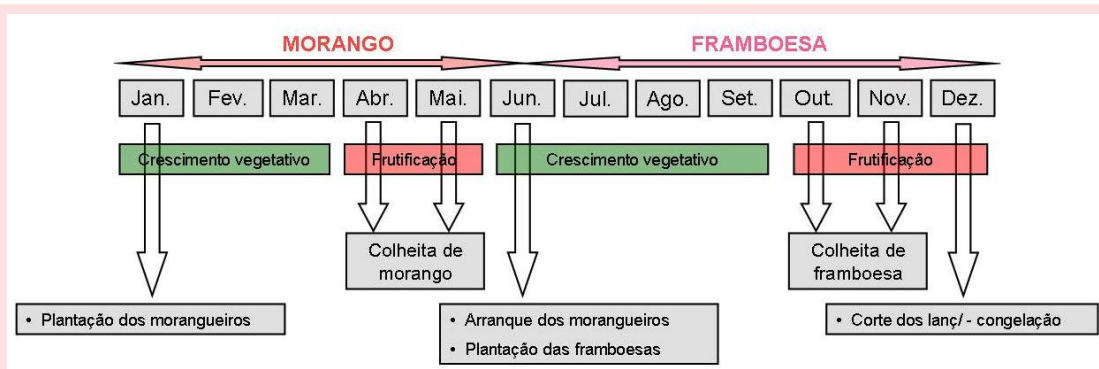 MORANGO
FRAMBOESA
Jan. Fev. Mar. Abr. Mai. Jun. Jul. Ago. Set. Out. Nov. Dez.
Crescimento vegetativo
Frutificação
Crescimento vegetativo
Frutificação
Colheita de
morango
Colheita de
framboesa
• Plantação dos morangueiros
• Arranque dos morangueiros
• Plantação das framboesas
• Corte dos lanç/ - congelação